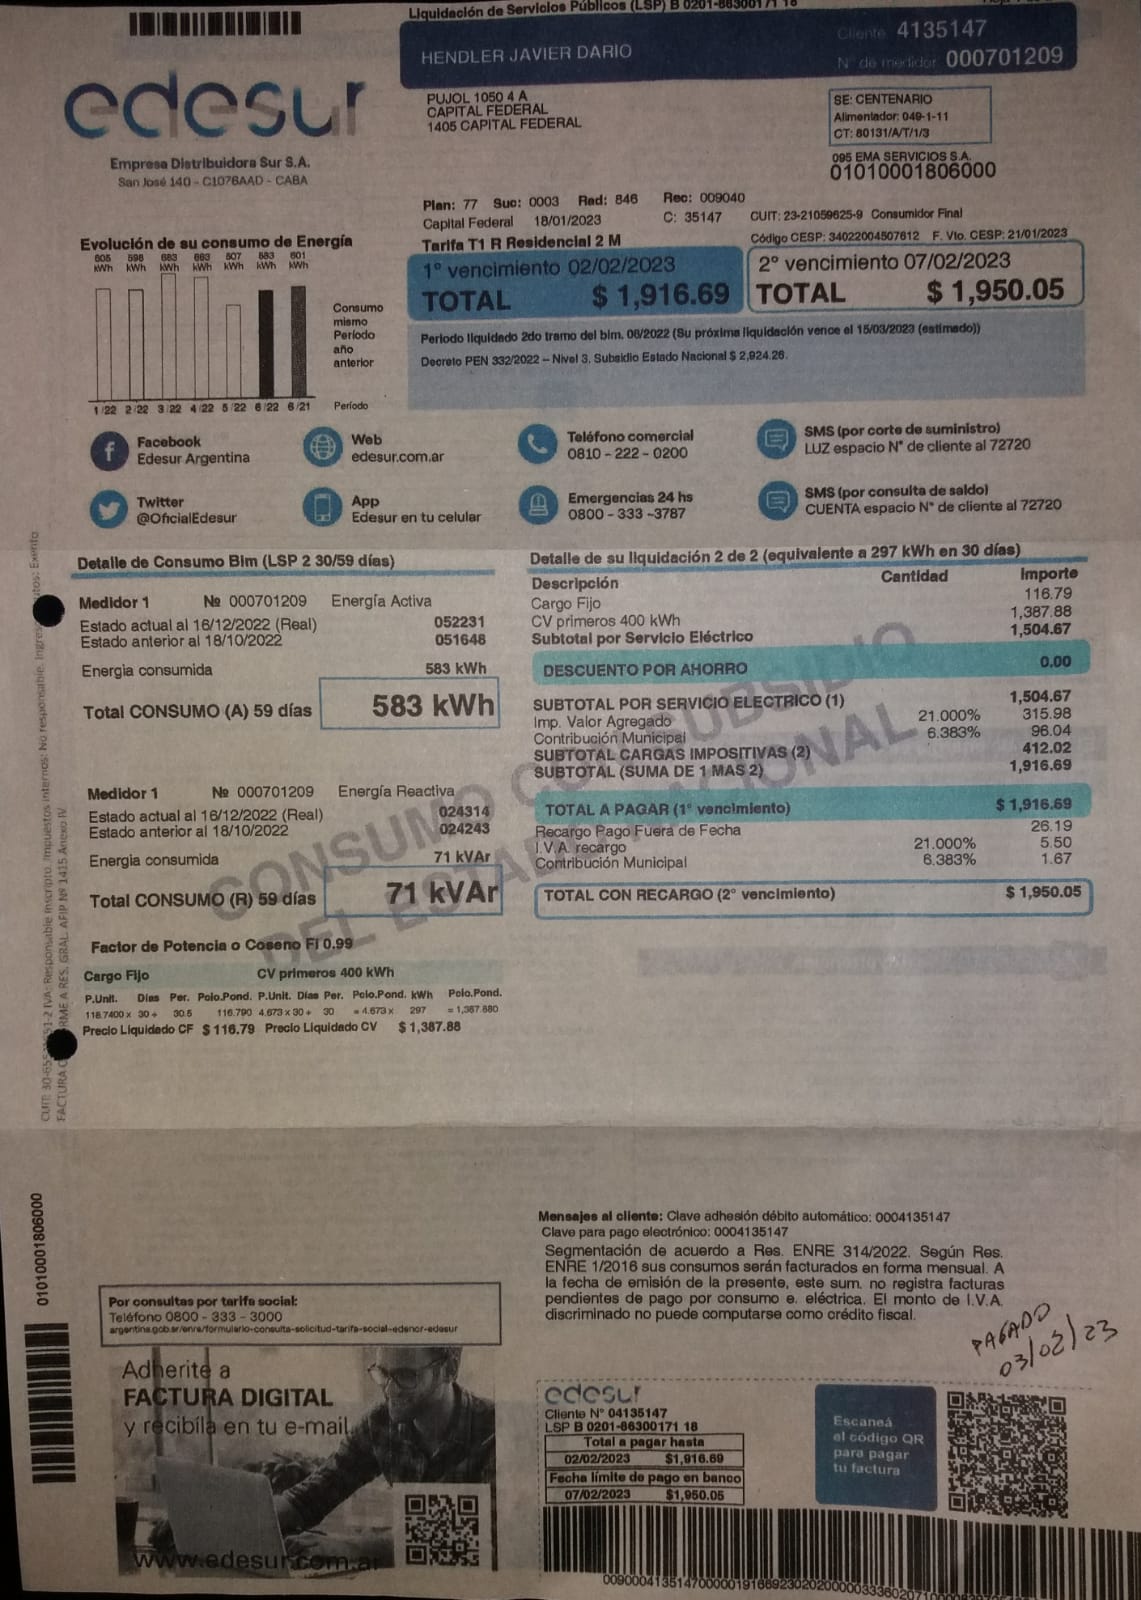 Liquidación de Servicios Públicos (LSP) B 0201-86300171 18
HENDLER JAVIER DARIO
Cliente 4135147
N° de medidor 000701209
edesur
Empresa Distribuidora Sur S.A.
San José 140 - C1076AAD - CABA
PUJOL 1050 4 A
CAPITAL FEDERAL
1405 CAPITAL FEDERAL
SE: CENTENARIO
Alimentador: 049-1-11
CT: 80131/A/T/1/3
095 EMA SERVICIOS S.A.
01010001806000
Plan: 77 Suc: 0003 Rad: 846 Rec: 009040
Capital Federal 18/01/2023 C: 35147
CUIT: 23-21059625-9 Consumidor Final
Tarifa T1 R Residencial 2 M
Código CESP: 34022004507612 F. Vto. CESP: 21/01/2023
1° vencimiento 02/02/2023
TOTAL $ 1,916.69
2° vencimiento 07/02/2023
TOTAL $ 1,950.05
Período liquidado 2do tramo del bim. 06/2022 (Su próxima liquidación vence el 15/03/2023 (estimado))
Decreto PEN 332/2022 - Nivel 3. Subsidio Estado Nacional $ 2,924.26.
Evolución de su consumo de Energía
605 598 683 663 507 583 601
kWh kWh kWh kWh kWh kWh kWh
Consumo
mismo
Período
año
anterior
1/22 2/22 3/22 4/22 5/22 6/22 6/21 Período
Facebook
Edesur Argentina
Web
edesur.com.ar
Teléfono comercial
0810 - 222 - 0200
SMS (por corte de suministro)
LUZ espacio N° de cliente al 72720
Twitter
@OficialEdesur
App
Edesur en tu celular
Emergencias 24 hs
0800 - 333 -3787
SMS (por consulta de saldo)
CUENTA espacio N° de cliente al 72720
Detalle de Consumo Bim (LSP 2 30/59 días)
Medidor 1 № 000701209 Energía Activa
Estado actual al 16/12/2022 (Real) 052231
Estado anterior al 18/10/2022 051648
Energia consumida 583 kWh
Total CONSUMO (A) 59 días 583 kWh
Medidor 1 № 000701209 Energía Reactiva
Estado actual al 16/12/2022 (Real) 024314
Estado anterior al 18/10/2022 024243
Energia consumida 71 kVAr
Total CONSUMO (R) 59 días 71 kVAr
Factor de Potencia o Coseno FI 0.99
Cargo Fijo CV primeros 400 kWh
P.Unit. Días Per. Polo.Pond. P.Unit. Días Per. Polo.Pond. kWh Polo.Pond.
118.7400 x 30 ÷ 30.5 116.790 4.673 x 30 ÷ 30 = 4.673 x 297 = 1,387.880
Precio Liquidado CF $ 116.79 Precio Liquidado CV $ 1,387.88
Detalle de su liquidación 2 de 2 (equivalente a 297 kWh en 30 días)
Descripción Cantidad Importe
Cargo Fijo 116.79
CV primeros 400 kWh 1,387.88
Subtotal por Servicio Eléctrico 1,504.67
DESCUENTO POR AHORRO 0.00
SUBTOTAL POR SERVICIO ELECTRICO (1) 1,504.67
Imp. Valor Agregado 21.000% 315.98
Contribución Municipal 6.383% 96.04
SUBTOTAL CARGAS IMPOSITIVAS (2) 412.02
SUBTOTAL (SUMA DE 1 MAS 2) 1,916.69
TOTAL A PAGAR (1° vencimiento) $ 1,916.69
Recargo Pago Fuera de Fecha 26.19
I.V.A. recargo 21.000% 5.50
Contribución Municipal 6.383% 1.67
TOTAL CON RECARGO (2° vencimiento) $ 1,950.05
CONSUMO CON SUBSIDIO
DEL ESTADO NACIONAL
IVA: Responsable Inscripto. Impuestos internos: No responsable.
A RES. GRAL. AFIP Nº 1415 Anexo IV
01010001806000
Mensajes al cliente: Clave adhesión débito automático: 0004135147
Clave para pago electrónico: 0004135147
Segmentación de acuerdo a Res. ENRE 314/2022. Según Res.
ENRE 1/2016 sus consumos serán facturados en forma mensual. A
la fecha de emisión de la presente, este sum. no registra facturas
pendientes de pago por consumo e. eléctrica. El monto de I.V.A.
discriminado no puede computarse como crédito fiscal.
PAGADO
03/02/23
Por consultas por tarifa social:
Teléfono 0800 - 333 - 3000
argentina.gob.ar/enre/formulario-consulta-solicitud-tarifa-social-edenor-edesur
Adherite a
FACTURA DIGITAL
y recibíla en tu e-mail
www.edesur.com.ar
edesur
Cliente N° 04135147
LSP B 0201-86300171 18
Total a pagar hasta
02/02/2023 $1,916.69
Fecha límite de pago en banco
07/02/2023 $1,950.05
Escaneá
el código QR
para pagar
tu factura